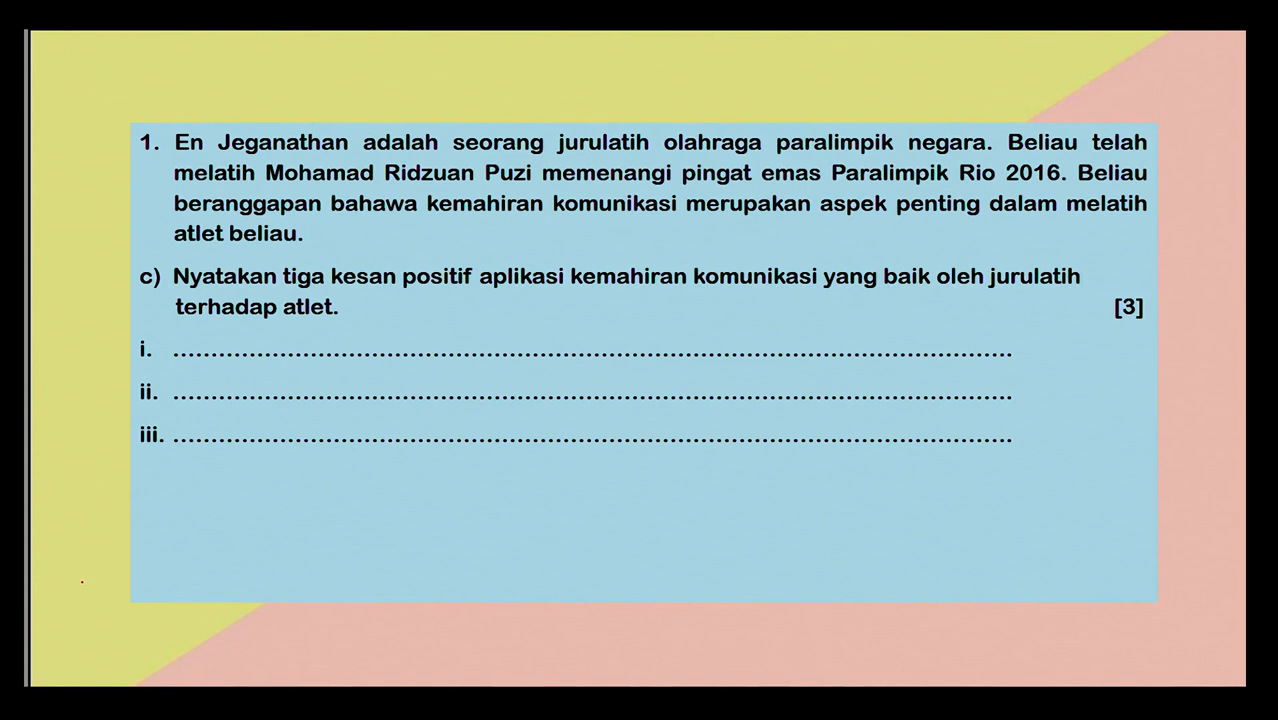 1. En Jeganathan adalah seorang jurulatih olahraga paralimpik negara. Beliau telah
melatih Mohamad Ridzuan Puzi memenangi pingat emas Paralimpik Rio 2016. Beliau
beranggapan bahawa kemahiran komunikasi merupakan aspek penting dalam melatih
atlet beliau.
c) Nyatakan tiga kesan positif aplikasi kemahiran komunikasi yang baik oleh jurulatih
terhadap atlet. [3]
i. ....................................................................................................
ii. ....................................................................................................
iii. ....................................................................................................